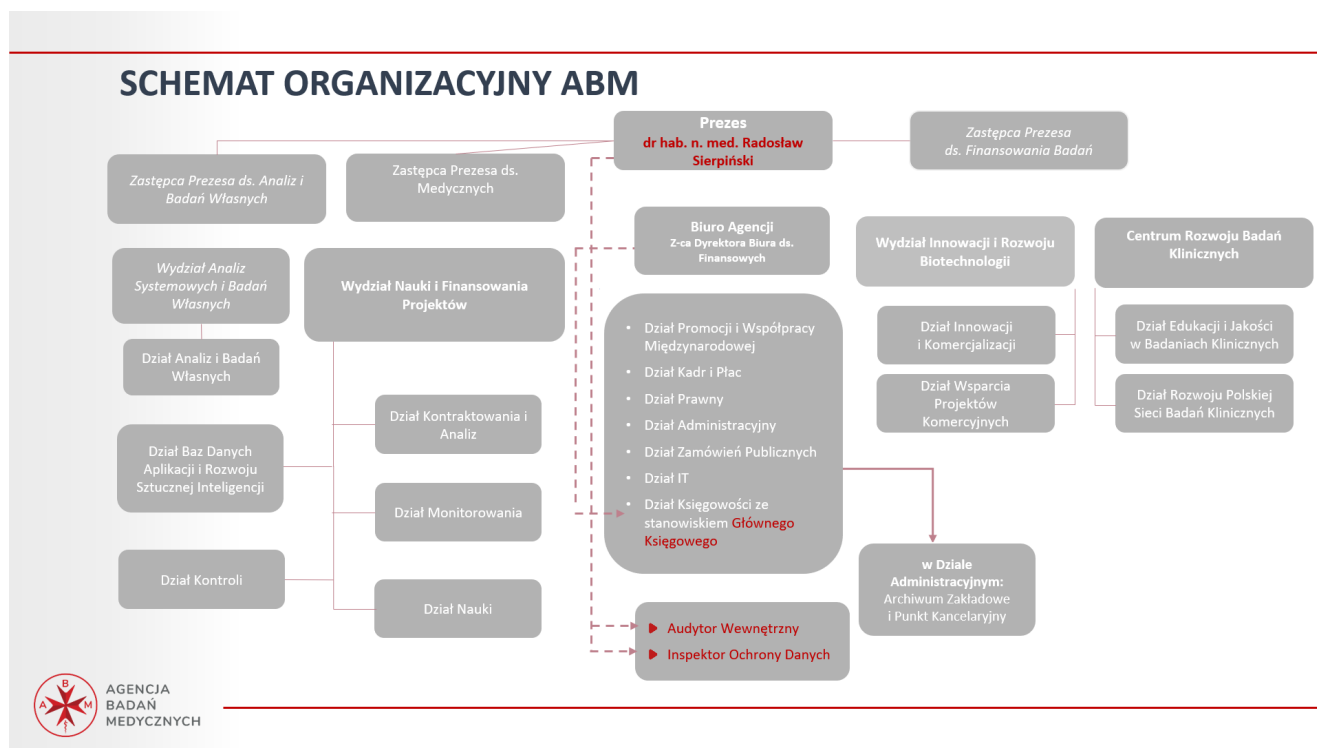 SCHEMAT ORGANIZACYJNY ABM
Prezes
dr hab. n. med. Radosław
Sierpiński
Zastępca Prezesa
ds. Finansowania Badań
Zastępca Prezesa ds. Analiz i
Badań Własnych
Zastępca Prezesa ds.
Medycznych
Biuro Agencji
Z-ca Dyrektora Biura ds.
Finansowych
Wydział Innowacji i Rozwoju
Biotechnologii
Centrum Rozwoju Badań
Klinicznych
Wydział Analiz
Systemowych i Badań
Własnych
Wydział Nauki i Finansowania
Projektów
Dział Analiz i Badań
Własnych
• Dział Promocji i Współpracy
Międzynarodowej
• Dział Kadr i Płac
• Dział Prawny
• Dział Administracyjny
• Dział Zamówień Publicznych
• Dział IT
• Dział Księgowości ze
stanowiskiem Głównego
Księgowego
Dział Innowacji
i Komercjalizacji
Dział Edukacji i Jakości
w Badaniach Klinicznych
Dział Wsparcia
Projektów
Komercyjnych
Dział Rozwoju Polskiej
Sieci Badań Klinicznych
Dział Kontraktowania i
Analiz
Dział Baz Danych
Aplikacji i Rozwoju
Sztucznej Inteligencji
Dział Monitorowania
Dział Kontroli
Dział Nauki
w Dziale
Administracyjnym:
Archiwum Zakładowe
i Punkt Kancelaryjny
Audytor Wewnętrzny
Inspektor Ochrony Danych
A B M
AGENCJA
BADAŃ
MEDYCZNYCH